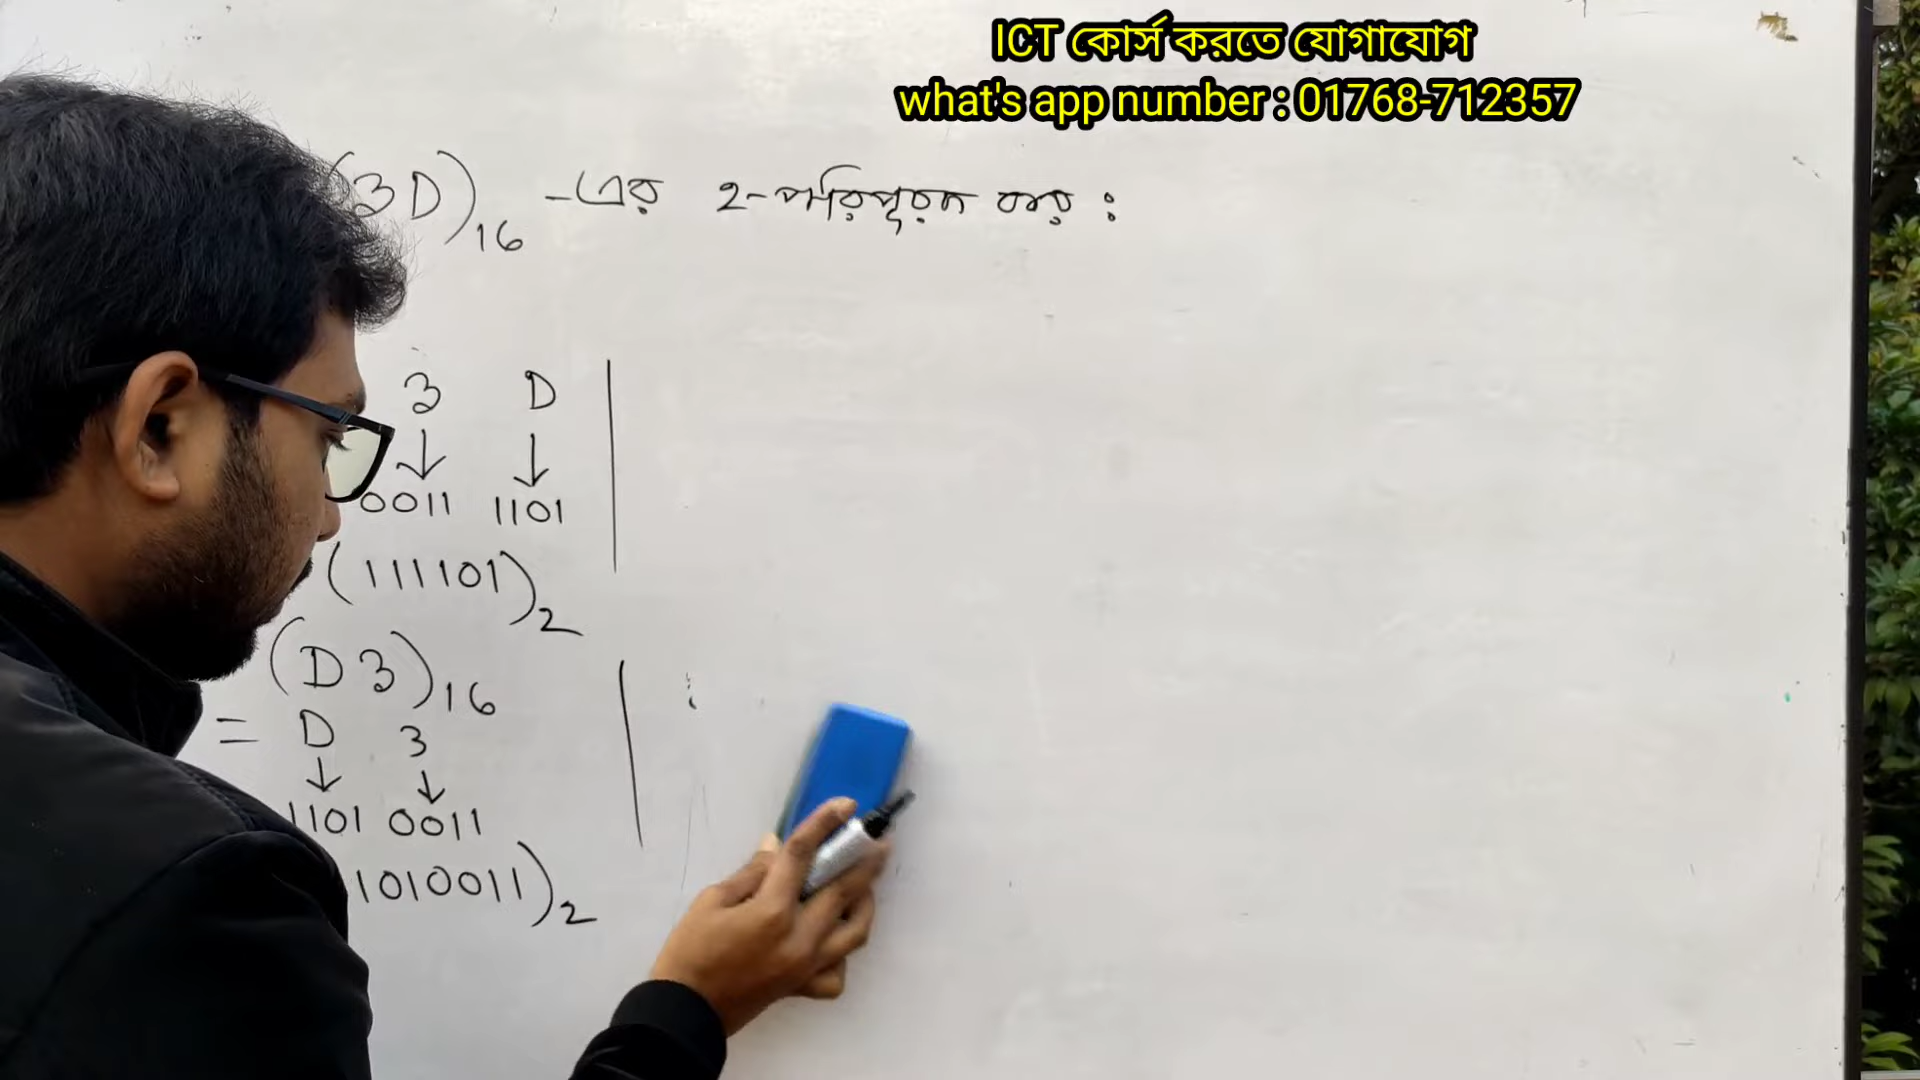 ICT কোর্স করতে যোগাযোগ
what's app number : 01768-712357
(3D)16 -এর 2-পরিপূরক কর :
3 D
↓ ↓
0011 1101
(111101)2
(D3)16
= D 3
↓ ↓
1101 0011
1010011)2